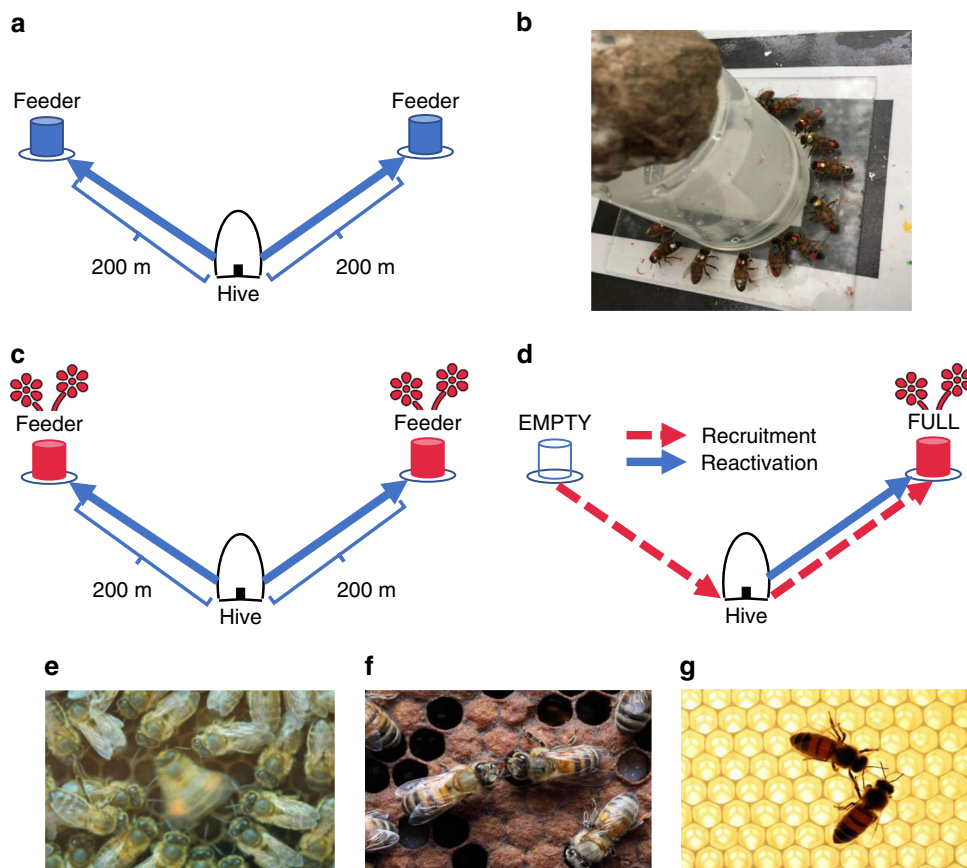 a
b
Feeder
Feeder
200 m
200 m
Hive
c
d
Feeder
Feeder
200 m
200 m
Hive
EMPTY
FULL
Recruitment
Reactivation
Hive
e
f
g